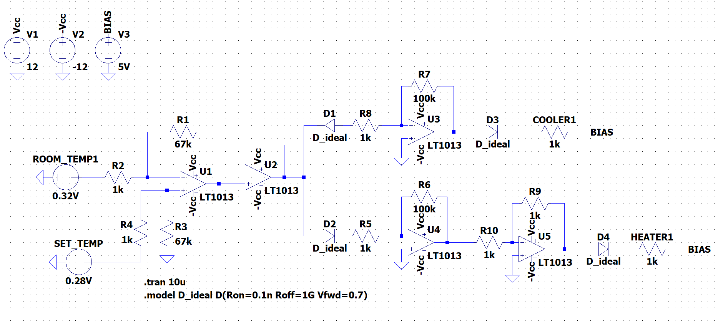 Vcc V1 12
-Vcc V2 -12
BIAS V3 5V
R7 100k
Vcc U3 -Vcc LT1013
D1 D_ideal
R8 1k
D3 D_ideal
COOLER1 1k
BIAS
R1 67k
ROOM_TEMP1 0.32V
R2 1k
Vcc U1 -Vcc LT1013
Vcc U2 -Vcc LT1013
R6 100k
Vcc U4 -Vcc LT1013
R9 1k
R4 1k
R3 67k
D2 D_ideal
R5 1k
R10 1k
Vcc U5 -Vcc LT1013
D4 D_ideal
HEATER1 1k
BIAS
SET_TEMP 0.28V
.tran 10u
.model D_ideal D(Ron=0.1n Roff=1G Vfwd=0.7)